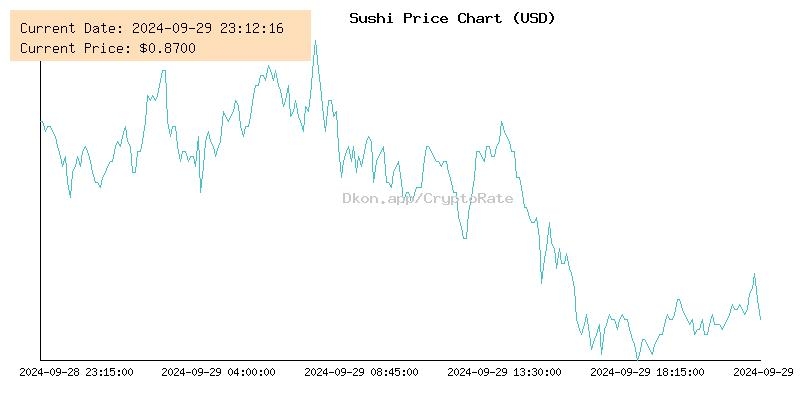 Sushi Price Chart (USD)
Current Date: 2024-09-29 23:12:16
Current Price: $0.8700
Dkon.app/CryptoRate
2024-09-28 23:15:00 2024-09-29 04:00:00 2024-09-29 08:45:00 2024-09-29 13:30:00 2024-09-29 18:15:00 2024-09-29